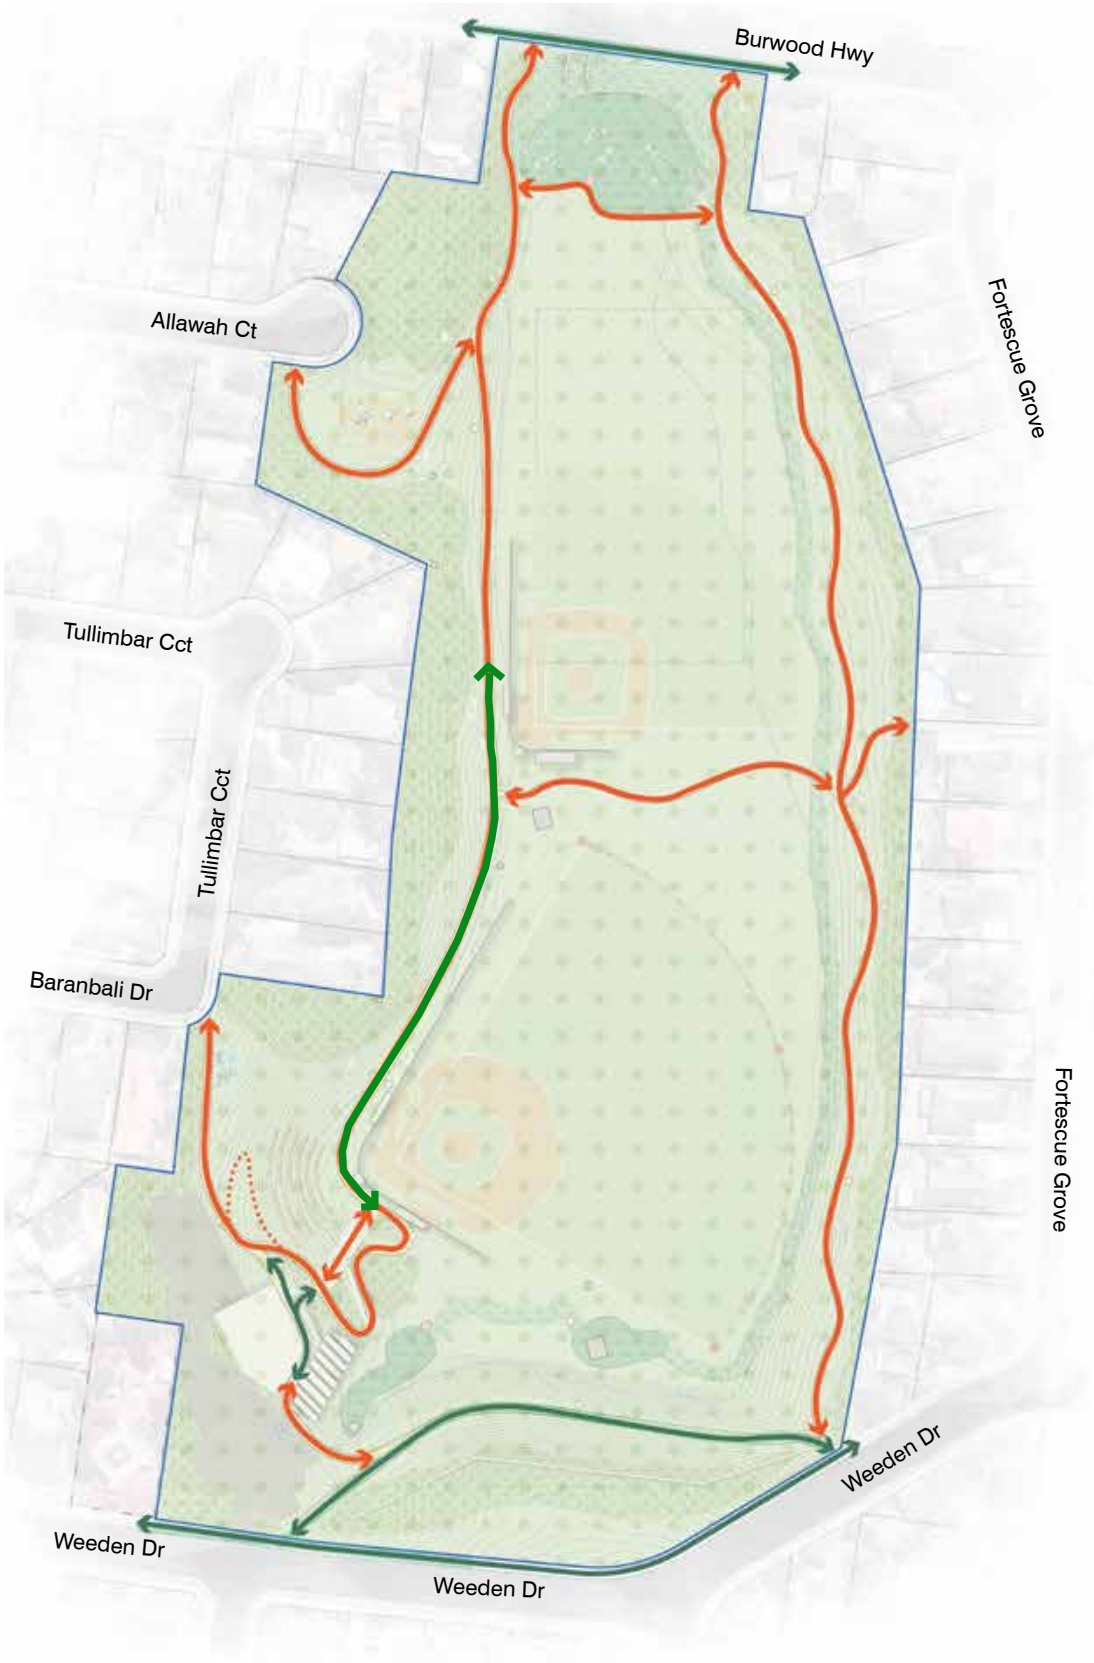 Burwood Hwy
Allawah Ct
Fortescue Grove
Tullimbar Cct
Tullimbar Cct
Baranbali Dr
Fortescue Grove
Weeden Dr
Weeden Dr
Weeden Dr